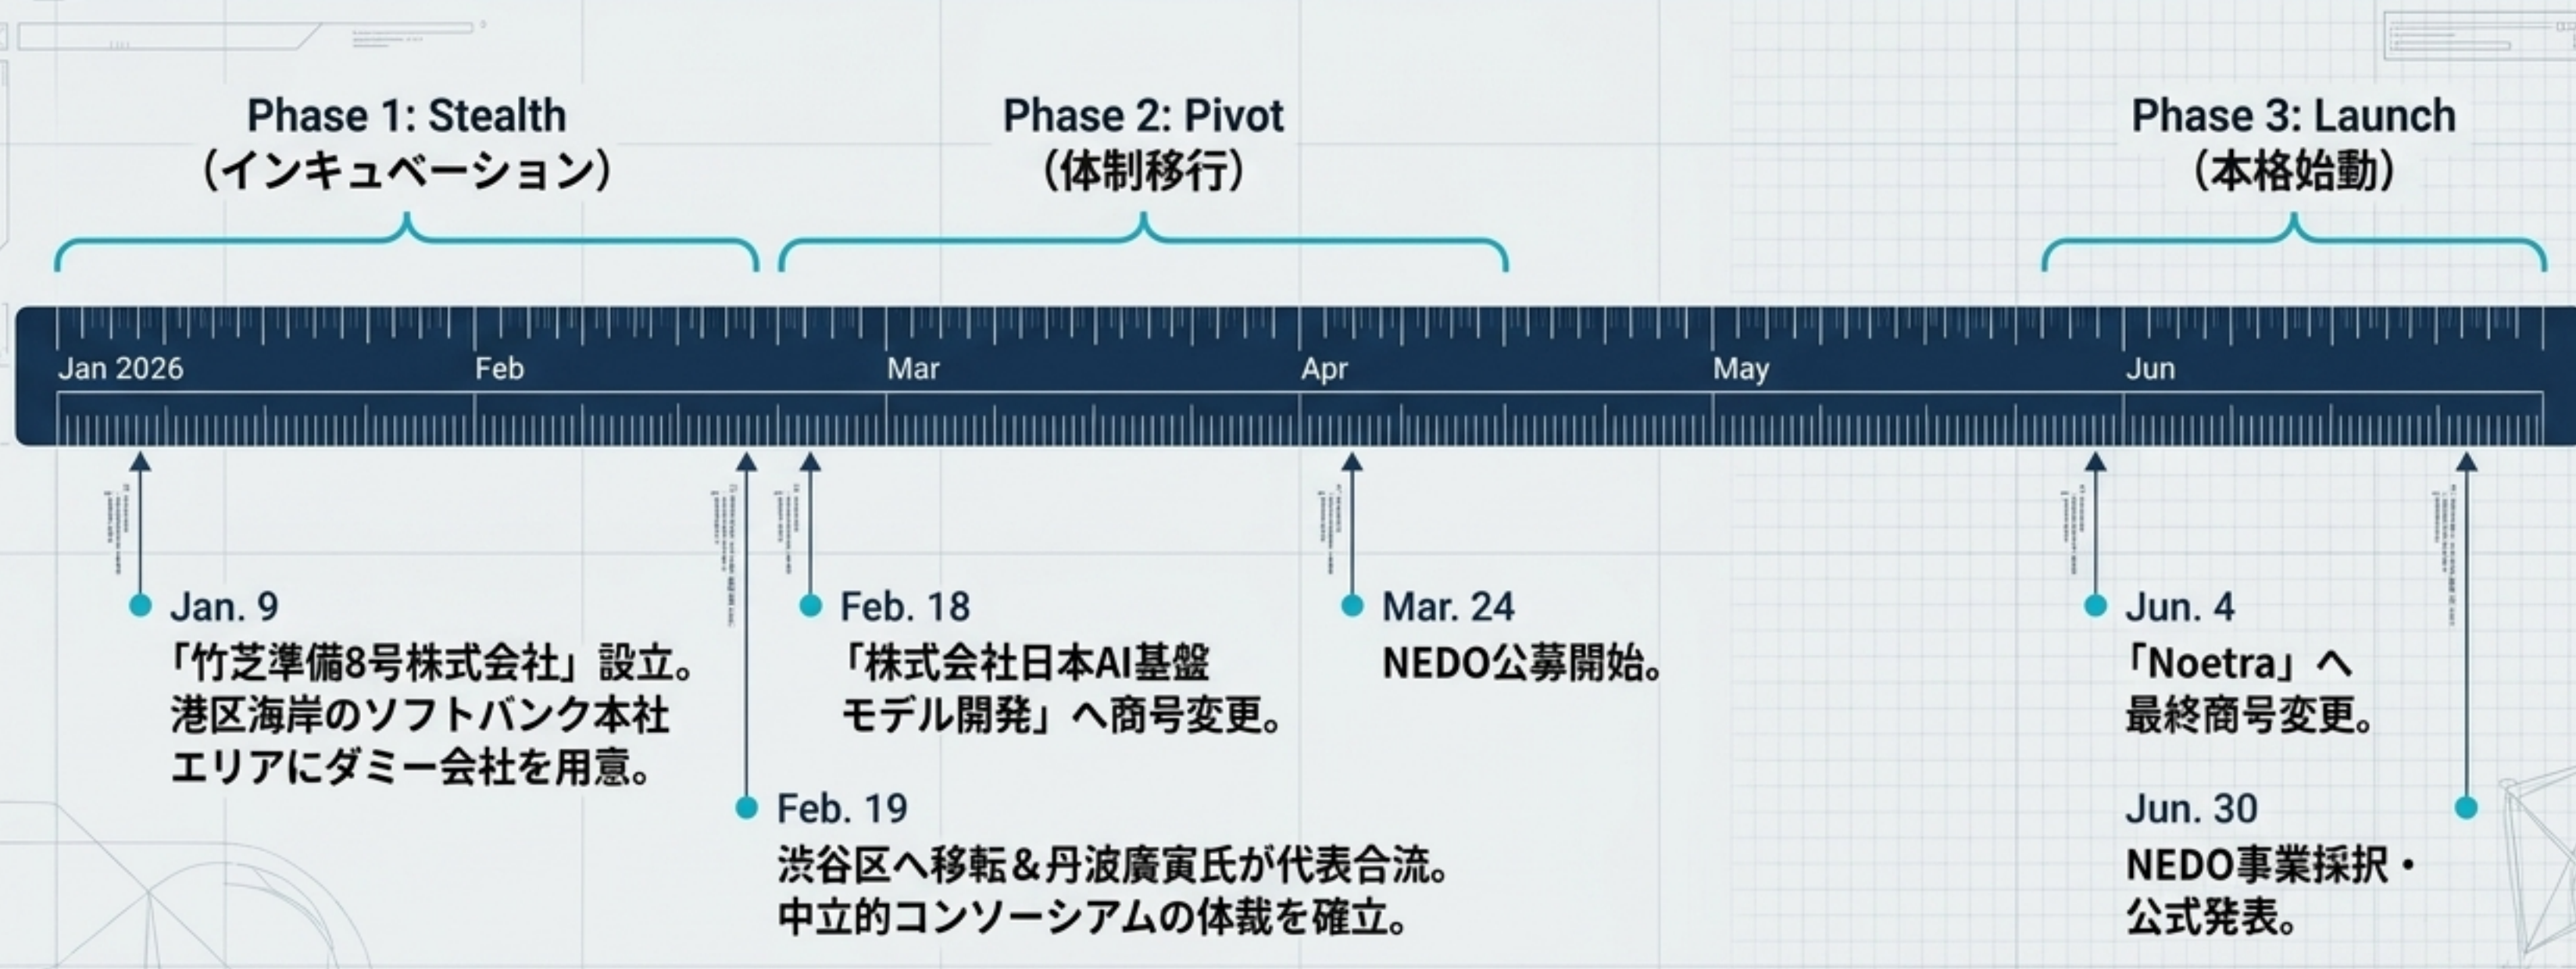 Phase 1: Stealth
（インキュベーション）
Phase 2: Pivot
（体制移行）
Phase 3: Launch
（本格始動）
Jan 2026
Feb
Mar
Apr
May
Jun
Jan. 9
「竹芝準備8号株式会社」設立。
港区海岸のソフトバンク本社
エリアにダミー会社を用意。
Feb. 18
「株式会社日本AI基盤
モデル開発」へ商号変更。
Feb. 19
渋谷区へ移転＆丹波廣寅氏が代表合流。
中立的コンソーシアムの体裁を確立。
Mar. 24
NEDO公募開始。
Jun. 4
「Noetra」へ
最終商号変更。
Jun. 30
NEDO事業採択・
公式発表。